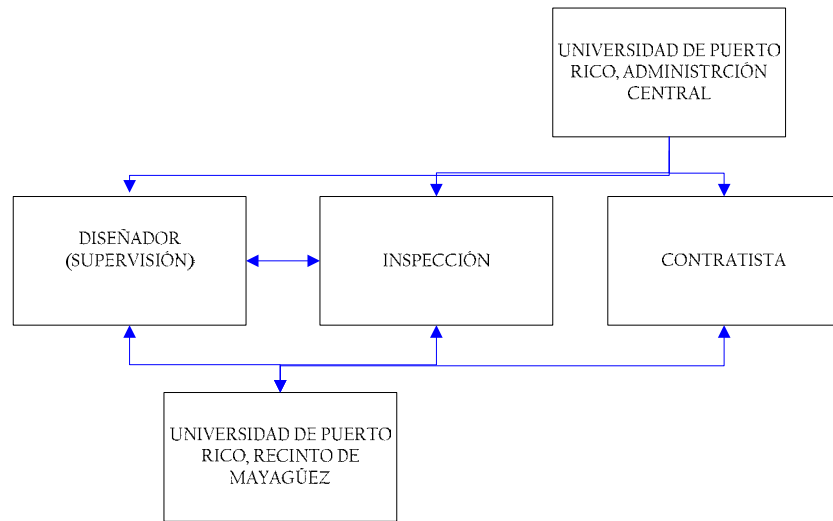 UNIVERSIDAD DE PUERTO
RICO, ADMINISTRCIÓN
CENTRAL
DISEÑADOR
(SUPERVISIÓN)
INSPECCIÓN
CONTRATISTA
UNIVERSIDAD DE PUERTO
RICO, RECINTO DE
MAYAGÜEZ